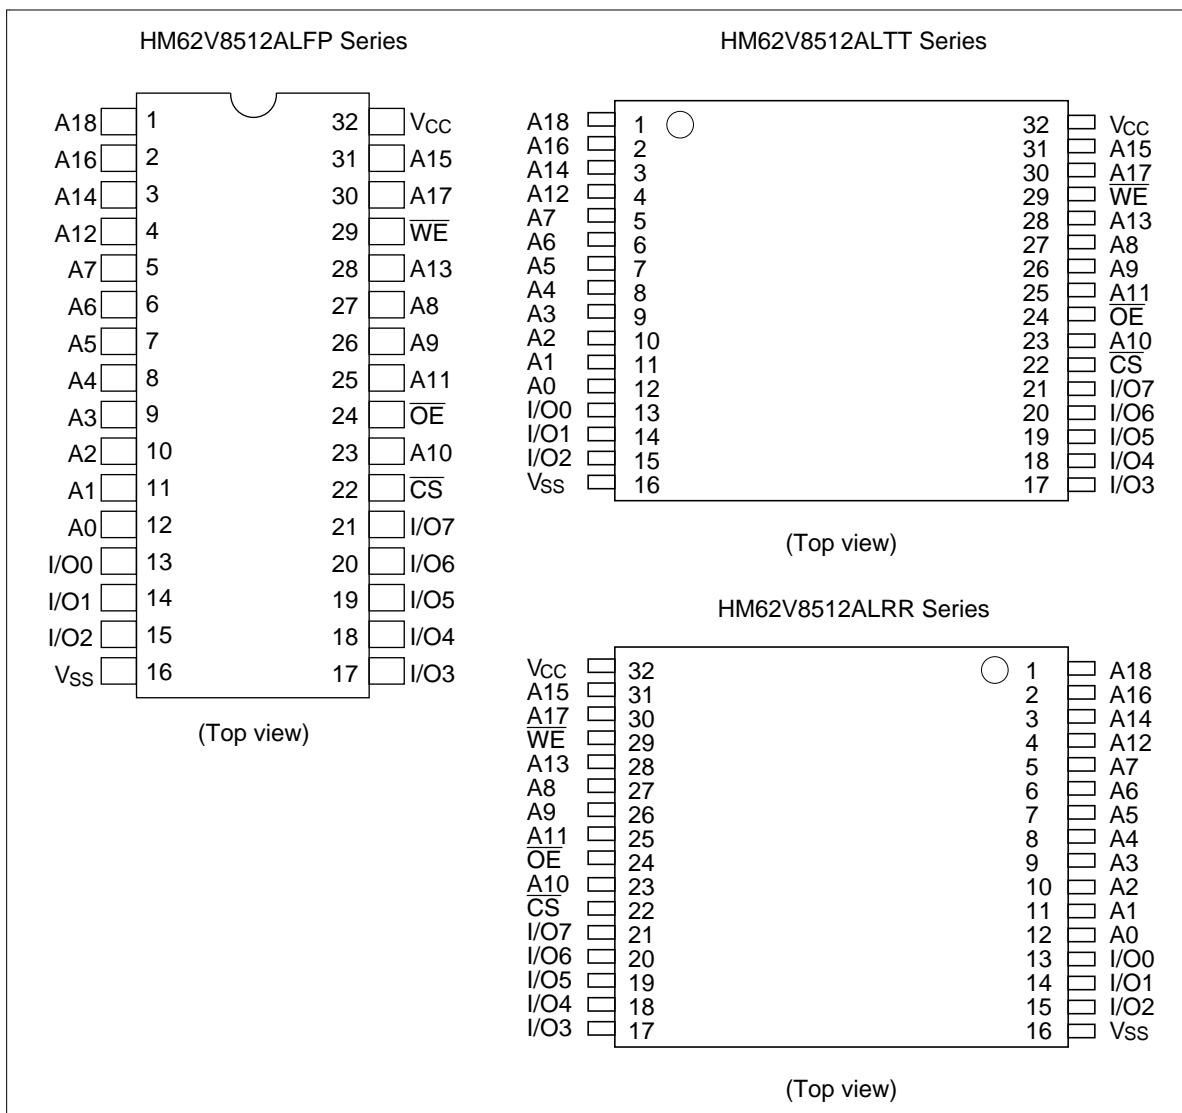 HM62V8512ALFP Series
A18 1 32 VCC
A16 2 31 A15
A14 3 30 A17
A12 4 29 W̅E̅
A7 5 28 A13
A6 6 27 A8
A5 7 26 A9
A4 8 25 A11
A3 9 24 O̅E̅
A2 10 23 A10
A1 11 22 C̅S̅
A0 12 21 I/O7
I/O0 13 20 I/O6
I/O1 14 19 I/O5
I/O2 15 18 I/O4
VSS 16 17 I/O3
(Top view)
HM62V8512ALTT Series
A18 1 32 VCC
A16 2 31 A15
A14 3 30 A17
A12 4 29 W̅E̅
A7 5 28 A13
A6 6 27 A8
A5 7 26 A9
A4 8 25 A11
A3 9 24 O̅E̅
A2 10 23 A10
A1 11 22 C̅S̅
A0 12 21 I/O7
I/O0 13 20 I/O6
I/O1 14 19 I/O5
I/O2 15 18 I/O4
VSS 16 17 I/O3
(Top view)
HM62V8512ALRR Series
VCC 32 1 A18
A15 31 2 A16
A17 30 3 A14
W̅E̅ 29 4 A12
A13 28 5 A7
A8 27 6 A6
A9 26 7 A5
A11 25 8 A4
O̅E̅ 24 9 A3
A10 23 10 A2
C̅S̅ 22 11 A1
I/O7 21 12 A0
I/O6 20 13 I/O0
I/O5 19 14 I/O1
I/O4 18 15 I/O2
I/O3 17 16 VSS
(Top view)